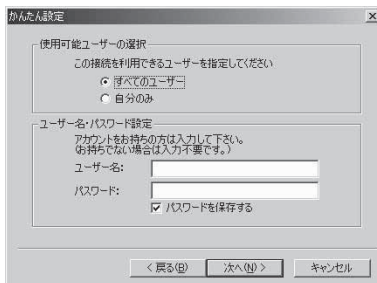 かんたん設定
使用可能ユーザーの選択
この接続を利用できるユーザーを指定してください
すべてのユーザー
自分のみ
ユーザー名・パスワード設定
アカウントをお持ちの方は入力して下さい。
(お持ちでない場合は入力不要です。)
ユーザー名:
パスワード:
パスワードを保存する
< 戻る(B)
次へ(N) >
キャンセル